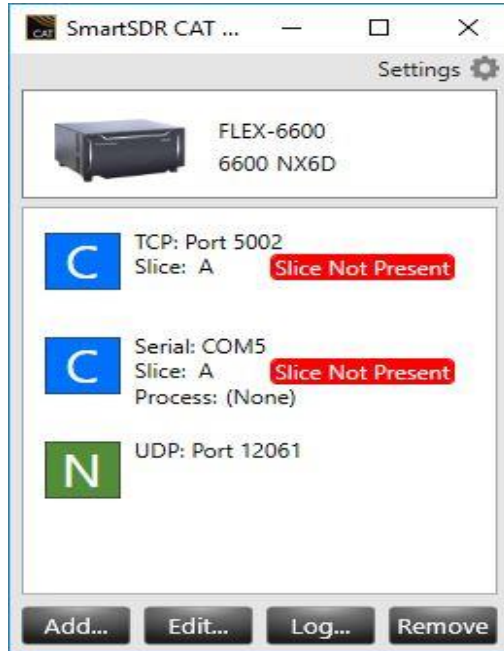 CAT
SmartSDR CAT ...
Settings
FLEX-6600
6600 NX6D
C
TCP: Port 5002
Slice: A
Slice Not Present
C
Serial: COM5
Slice: A
Slice Not Present
Process: (None)
N
UDP: Port 12061
Add...
Edit...
Log...
Remove